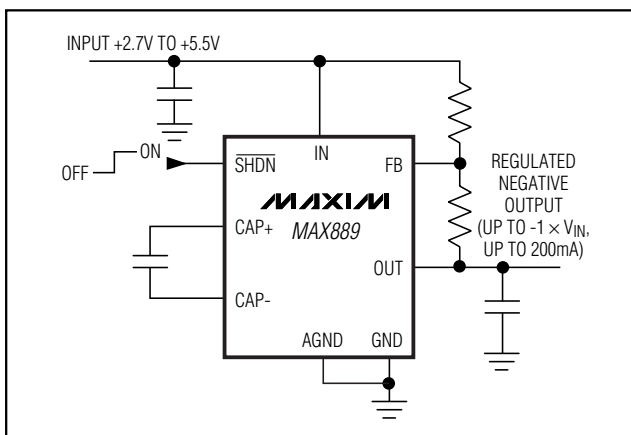 INPUT +2.7V TO +5.5V
OFF
ON
SHDN
IN
FB
MAXIM
MAX889
CAP+
CAP-
OUT
AGND
GND
REGULATED
NEGATIVE
OUTPUT
(UP TO -1 × VIN,
UP TO 200mA)